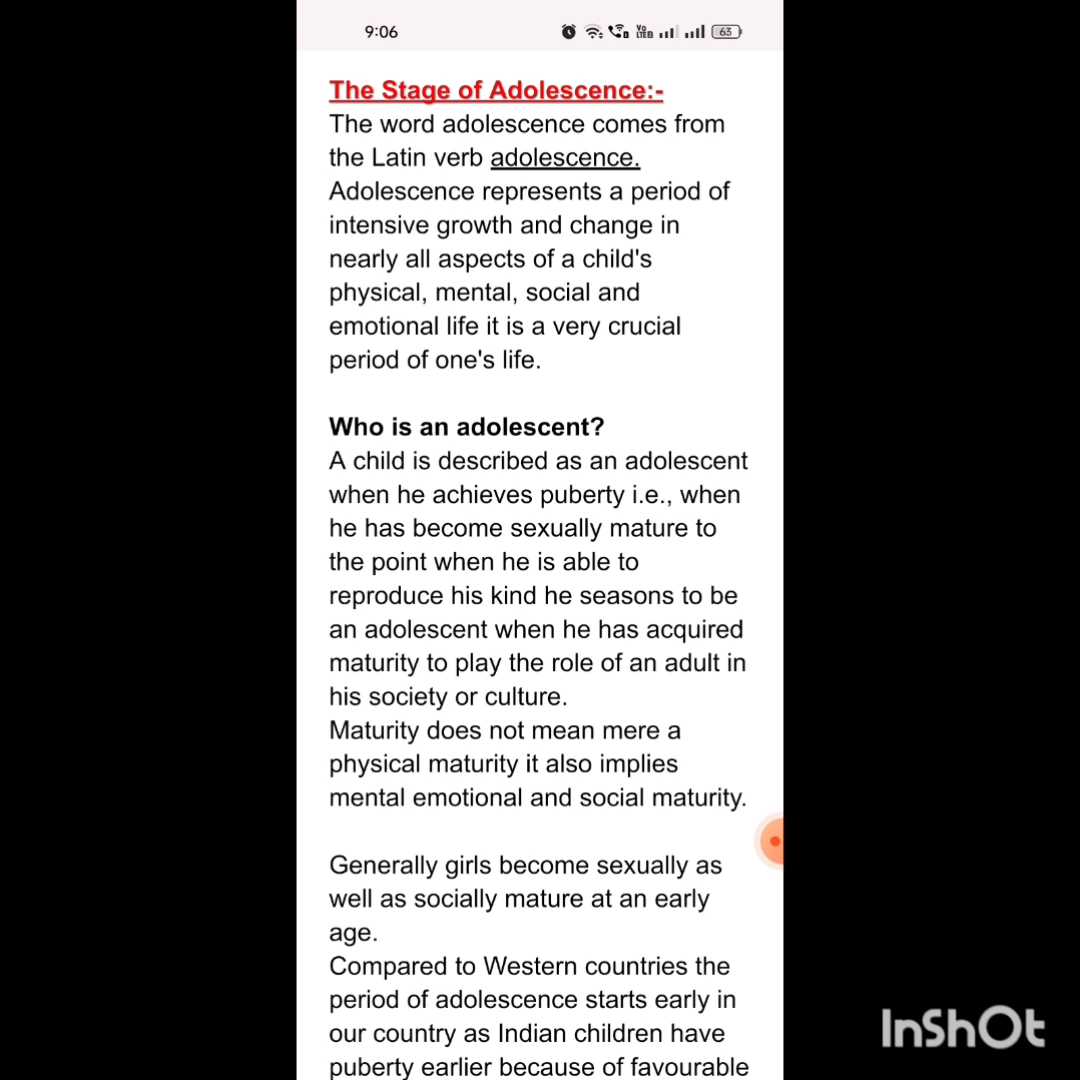 9:06
Vo
LTE
63
The Stage of Adolescence:-
The word adolescence comes from
the Latin verb adolescence.
Adolescence represents a period of
intensive growth and change in
nearly all aspects of a child's
physical, mental, social and
emotional life it is a very crucial
period of one's life.
Who is an adolescent?
A child is described as an adolescent
when he achieves puberty i.e., when
he has become sexually mature to
the point when he is able to
reproduce his kind he seasons to be
an adolescent when he has acquired
maturity to play the role of an adult in
his society or culture.
Maturity does not mean mere a
physical maturity it also implies
mental emotional and social maturity.
Generally girls become sexually as
well as socially mature at an early
age.
Compared to Western countries the
period of adolescence starts early in
our country as Indian children have
puberty earlier because of favourable
InShOt